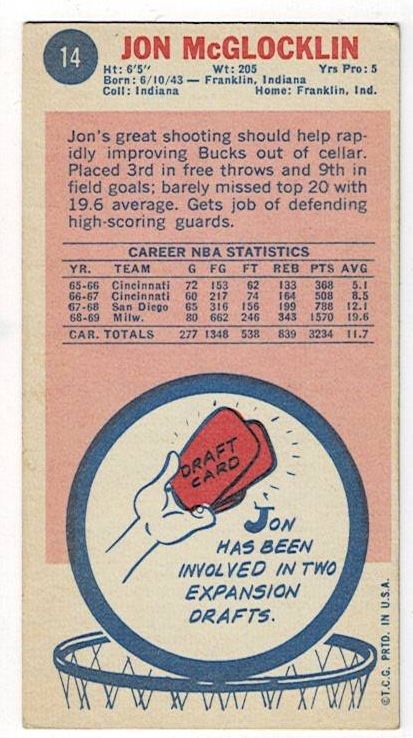 14 JON McGLOCKLIN
Ht: 6'5" Wt: 205 Yrs Pro: 5
Born: 6/10/43 — Franklin, Indiana
Coll: Indiana Home: Franklin, Ind.
Jon's great shooting should help rap-
idly improving Bucks out of cellar.
Placed 3rd in free throws and 9th in
field goals; barely missed top 20 with
19.6 average. Gets job of defending
high-scoring guards.
CAREER NBA STATISTICS
YR. TEAM G FG FT REB PTS AVG
65-66 Cincinnati 72 153 62 133 368 5.1
66-67 Cincinnati 60 217 74 164 508 8.5
67-68 San Diego 65 316 156 199 788 12.1
68-69 Milw. 80 662 246 343 1570 19.6
CAR. TOTALS 277 1348 538 839 3234 11.7
DRAFT
CARD
JON
HAS BEEN
INVOLVED IN TWO
EXPANSION
DRAFTS.
©T.C.G. PRTD. IN U.S.A.